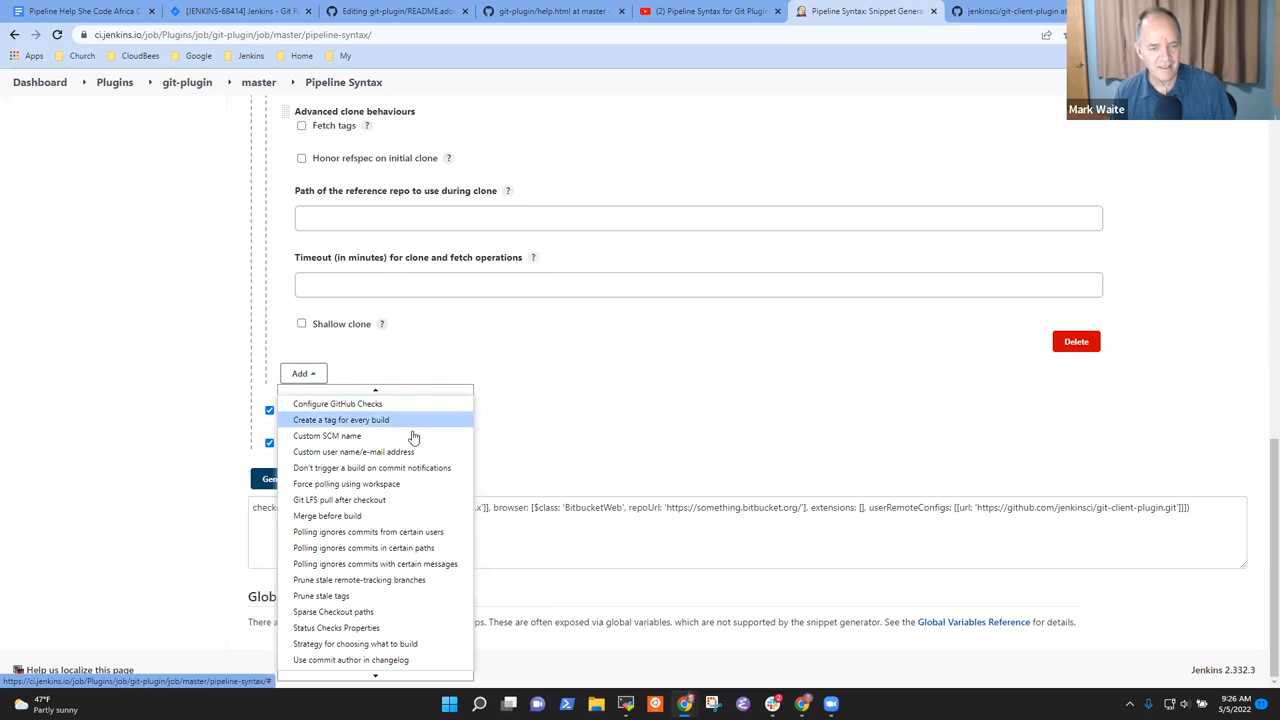 Pipeline Help She Code Africa C
[JENKINS-68414] Jenkins - Git R
Editing git-plugin/README.adoc
git-plugin/help.html at master
(2) Pipeline Syntax for Git Plugin
Pipeline Syntax: Snippet Genera
jenkinsci/git-client-plugin at
ci.jenkins.io/job/Plugins/job/git-plugin/job/master/pipeline-syntax/
Apps
Church
CloudBees
Google
Jenkins
Home
My
Mark Waite
Dashboard
Plugins
git-plugin
master
Pipeline Syntax
Advanced clone behaviours
Fetch tags ?
Honor refspec on initial clone ?
Path of the reference repo to use during clone ?
Timeout (in minutes) for clone and fetch operations ?
Shallow clone ?
Delete
Add
Configure GitHub Checks
Create a tag for every build
Custom SCM name
Custom user name/e-mail address
Don't trigger a build on commit notifications
Force polling using workspace
Git LFS pull after checkout
Merge before build
Polling ignores commits from certain users
Polling ignores commits in certain paths
Polling ignores commits with certain messages
Prune stale remote-tracking branches
Prune stale tags
Sparse Checkout paths
Status Checks Properties
Strategy for choosing what to build
Use commit author in changelog
Gen
check
x']], browser: [$class: 'BitbucketWeb', repoUrl: 'https://something.bitbucket.org/'], extensions: [], userRemoteConfigs: [[url: 'https://github.com/jenkinsci/git-client-plugin.git']]])
Glob
There a
eps. These are often exposed via global variables, which are not supported by the snippet generator. See the Global Variables Reference for details.
Help us localize this page
Jenkins 2.332.3
https://ci.jenkins.io/job/Plugins/job/git-plugin/job/master/pipeline-syntax/#
47°F
Partly sunny
9:26 AM
5/5/2022